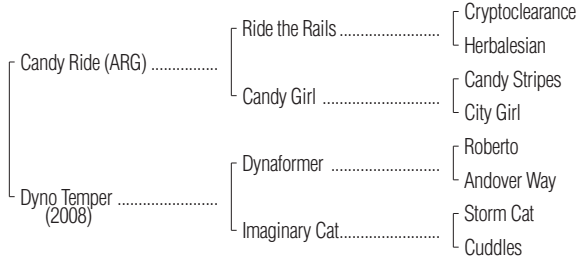 Cryptoclearance
Ride the Rails ........................
Herbalesian
Candy Ride (ARG) ................
Candy Stripes
Candy Girl ............................
City Girl
Roberto
Dynaformer ..........................
Andover Way
Dyno Temper ........................
(2008)
Storm Cat
Imaginary Cat........................
Cuddles